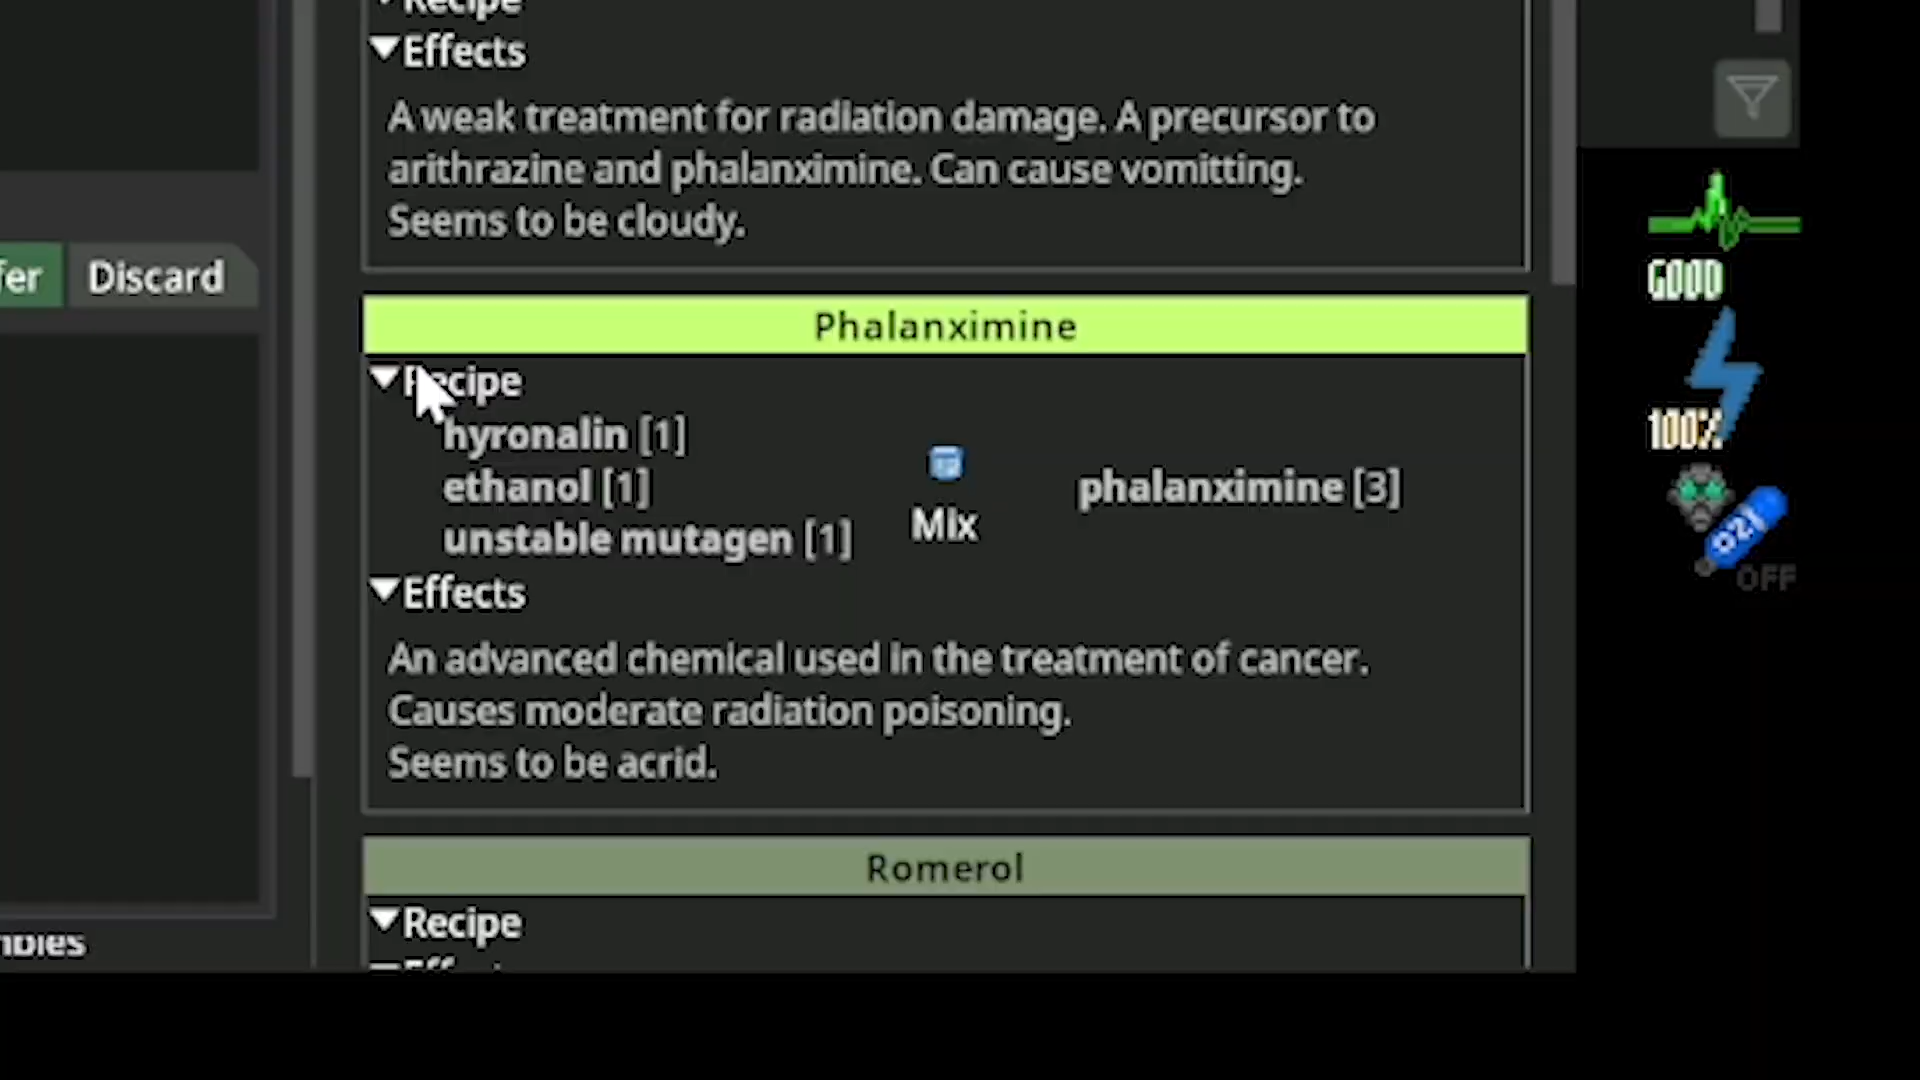 Recipe
Effects
A weak treatment for radiation damage. A precursor to
arithrazine and phalanximine. Can cause vomitting.
Seems to be cloudy.
Discard
GOOD
Phalanximine
Recipe
hyronalin [1]
ethanol [1]
unstable mutagen [1]
Mix
phalanximine [3]
100%
O2
OFF
Effects
An advanced chemical used in the treatment of cancer.
Causes moderate radiation poisoning.
Seems to be acrid.
Romerol
Recipe